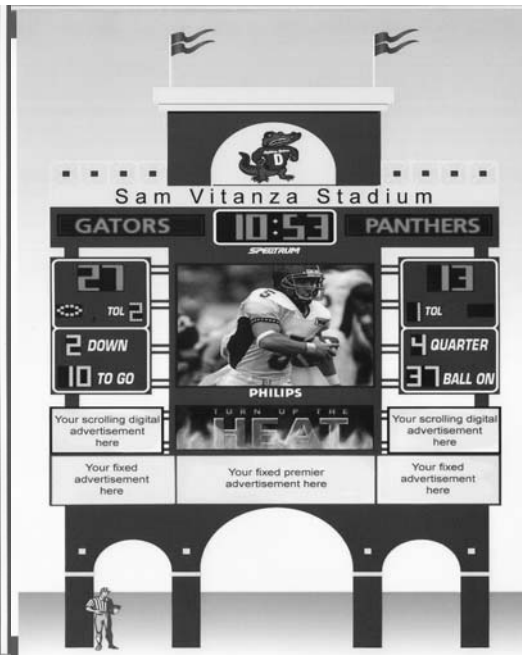 D
Sam Vitanza Stadium
GATORS
10:53
PANTHERS
SPECTRUM
27
TOL 2
2 DOWN
10 TO GO
5
13
1 TOL
4 QUARTER
37 BALL ON
PHILIPS
TURN UP THE
HEAT
Your scrolling digital
advertisement
here
Your scrolling digital
advertisement
here
Your fixed
advertisement
here
Your fixed premier
advertisement here
Your fixed
advertisement
here